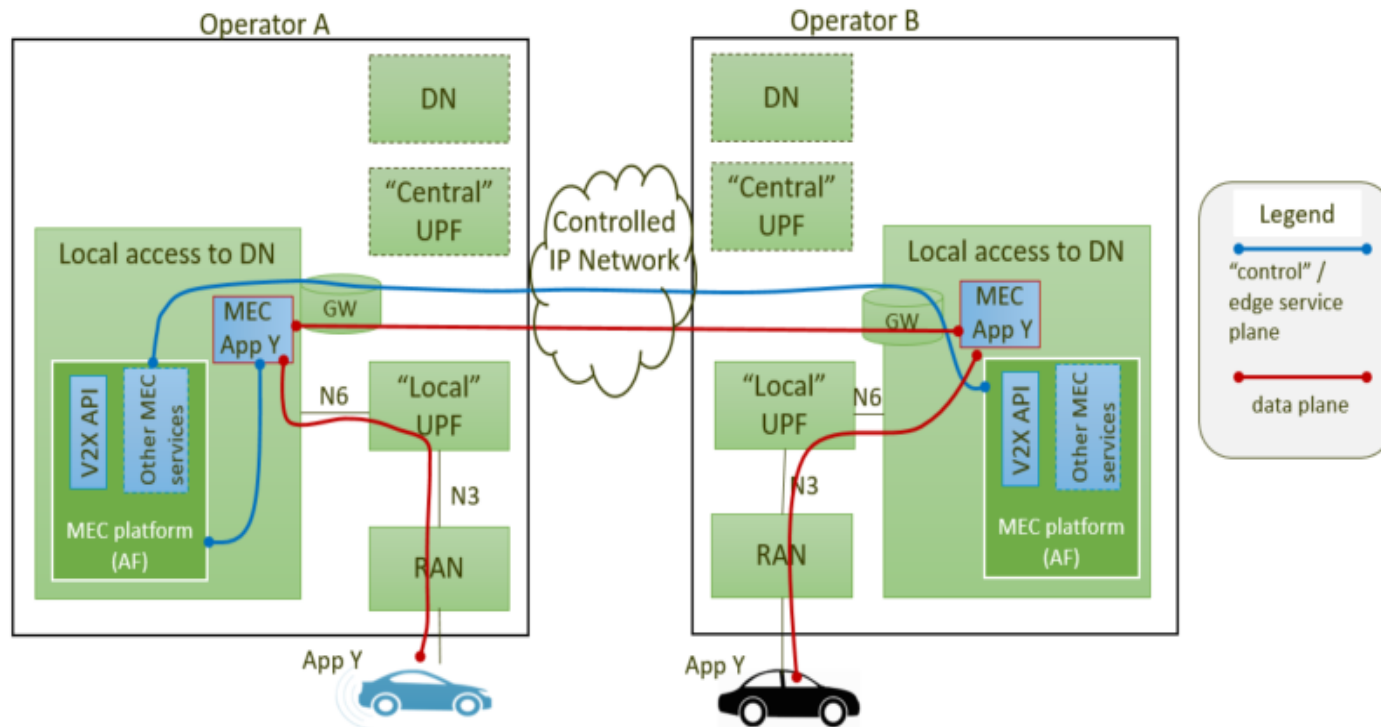 Operator A
DN
“Central”
UPF
Local access to DN
GW
MEC
App Y
V2X API
Other MEC
services
MEC platform
(AF)
N6
“Local”
UPF
N3
RAN
App Y
Controlled
IP Network
Operator B
DN
“Central”
UPF
Local access to DN
GW
MEC
App Y
“Local”
UPF
N6
N3
RAN
V2X API
Other MEC
services
MEC platform
(AF)
App Y
Legend
“control” /
edge service
plane
data plane